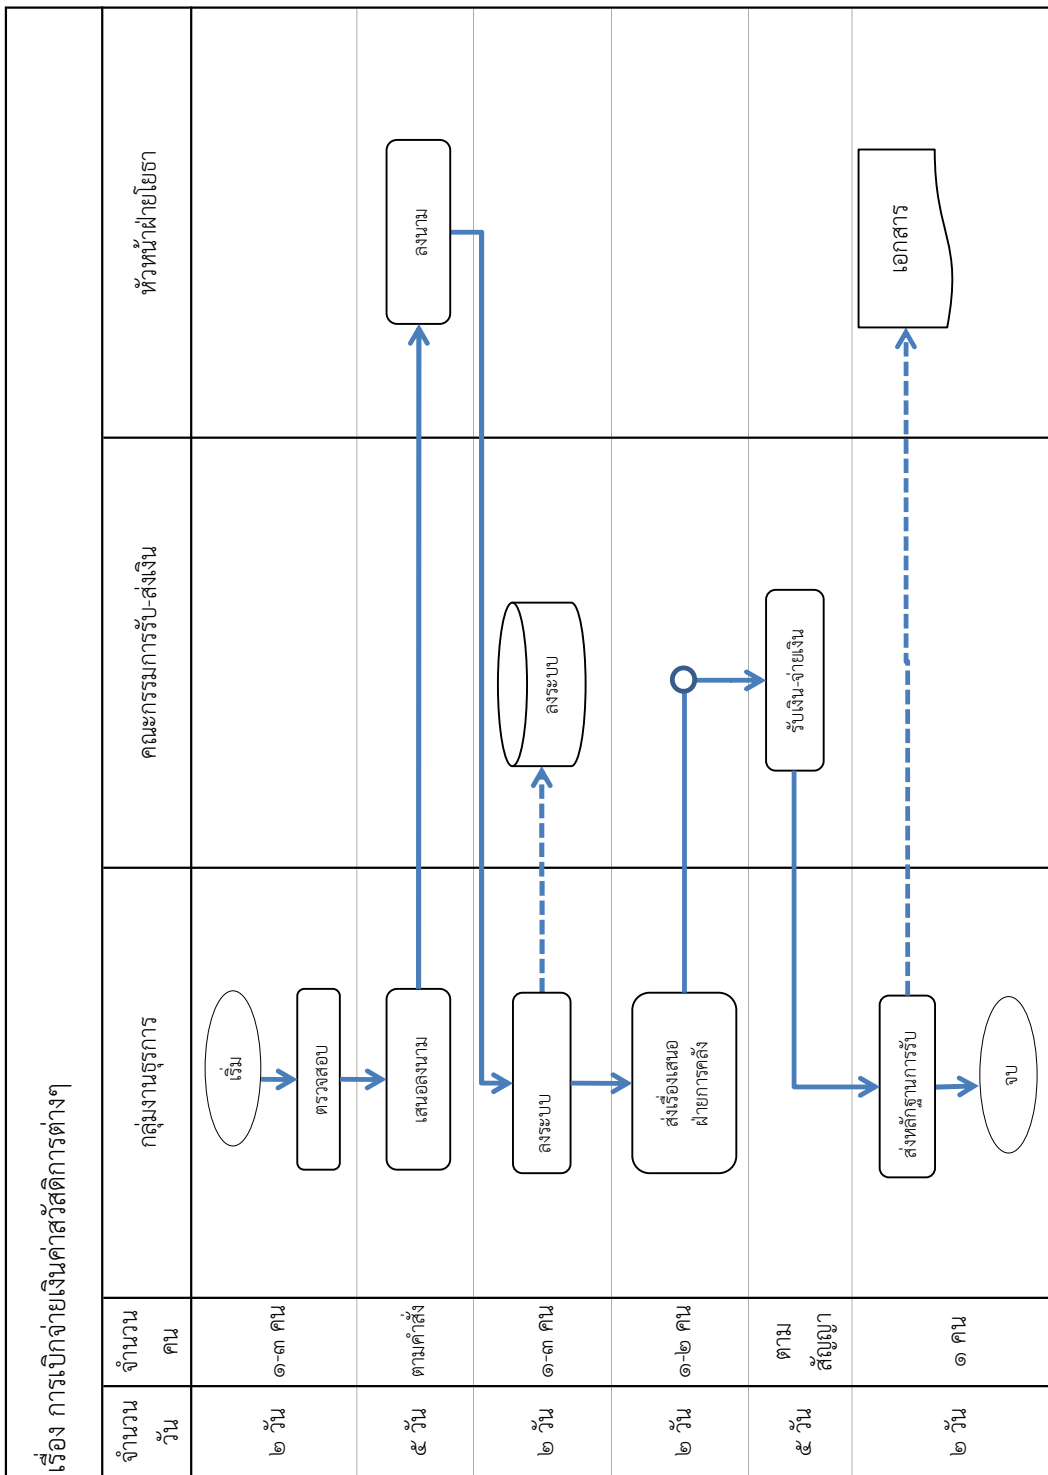 เรื่อง การเบิกจ่ายเงินค่าสวัสดิการต่างๆ
จำนวน
วัน
จำนวน
คน
กลุ่มงานธุรการ
คณะกรรมการรับ-ส่งเงิน
หัวหน้าฝ่ายโยธา
๒ วัน
๑-๓ คน
เริ่ม
ตรวจสอบ
๕ วัน
ตามคำสั่ง
เสนอลงนาม
ลงนาม
๒ วัน
๑-๓ คน
ลงระบบ
ลงระบบ
๒ วัน
๑-๒ คน
ส่งเรื่องเสนอ
ฝ่ายการคลัง
๕ วัน
ตาม
สัญญา
รับเงิน-จ่ายเงิน
๒ วัน
๑ คน
ส่งหลักฐานการรับ
เอกสาร
จบ